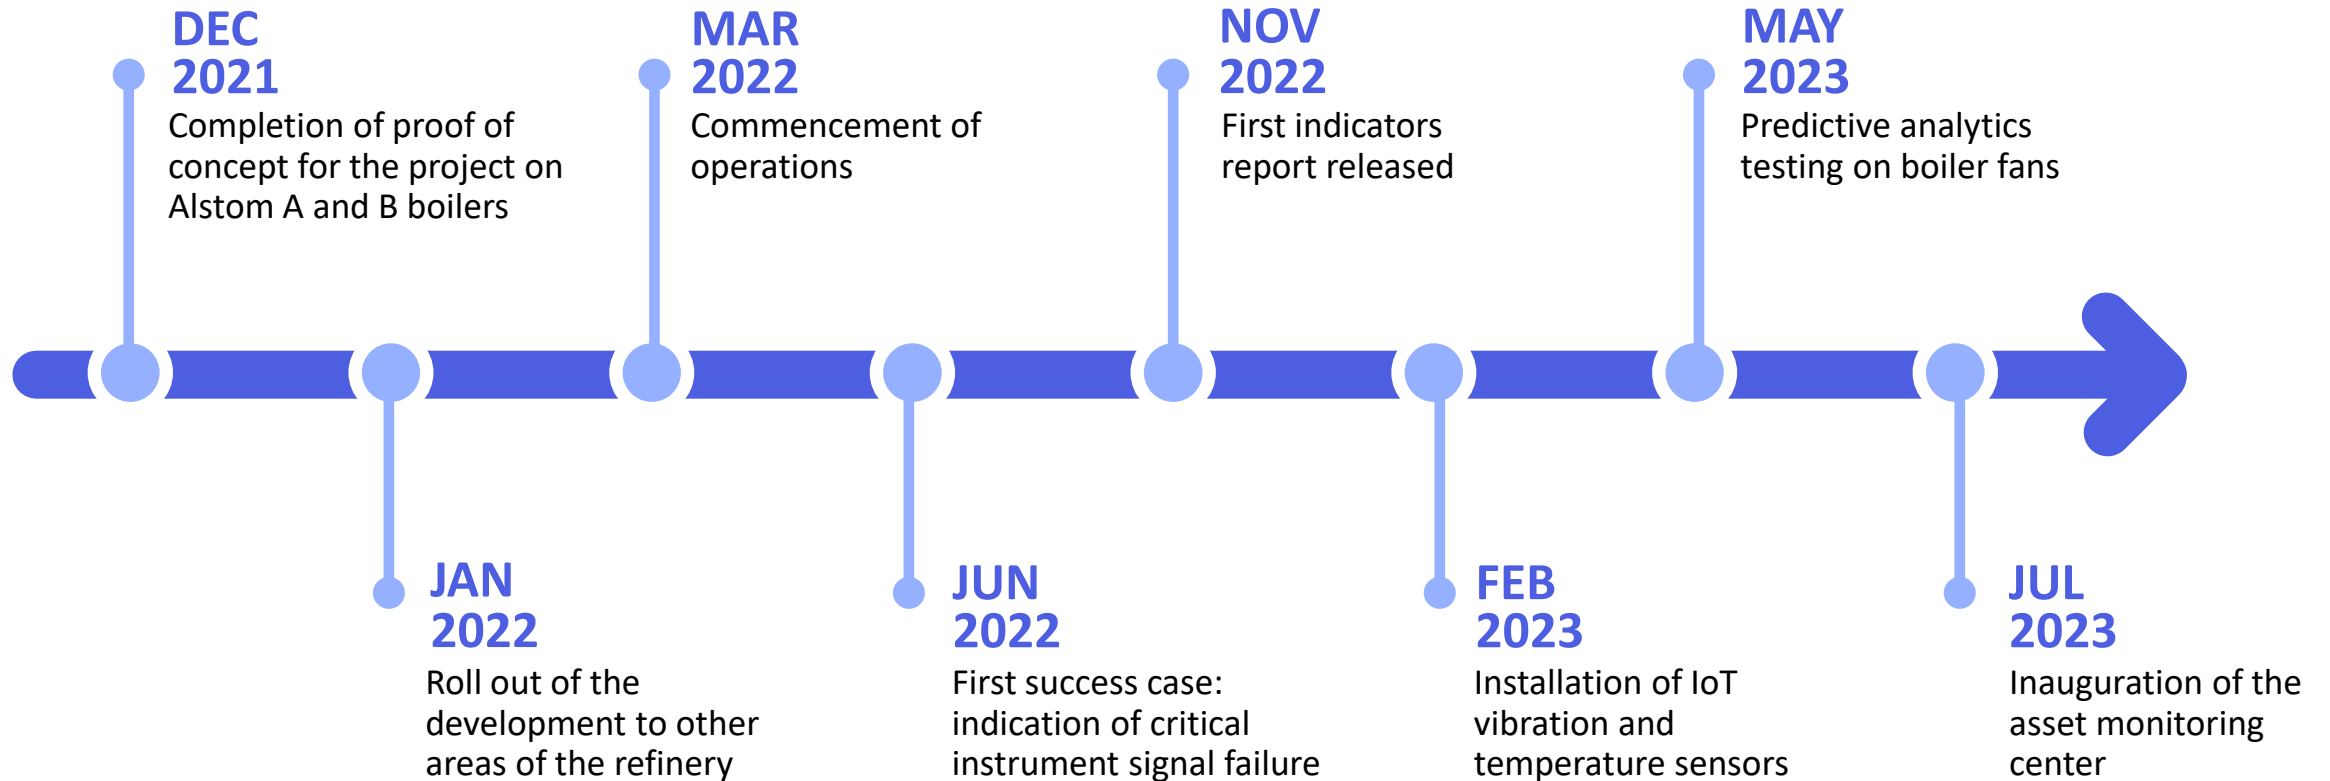 DEC
2021
Completion of proof of
concept for the project on
Alstom A and B boilers
JAN
2022
Roll out of the
development to other
areas of the refinery
MAR
2022
Commencement of
operations
JUN
2022
First success case:
indication of critical
instrument signal failure
NOV
2022
First indicators
report released
FEB
2023
Installation of IoT
vibration and
temperature sensors
MAY
2023
Predictive analytics
testing on boiler fans
JUL
2023
Inauguration of the
asset monitoring
center